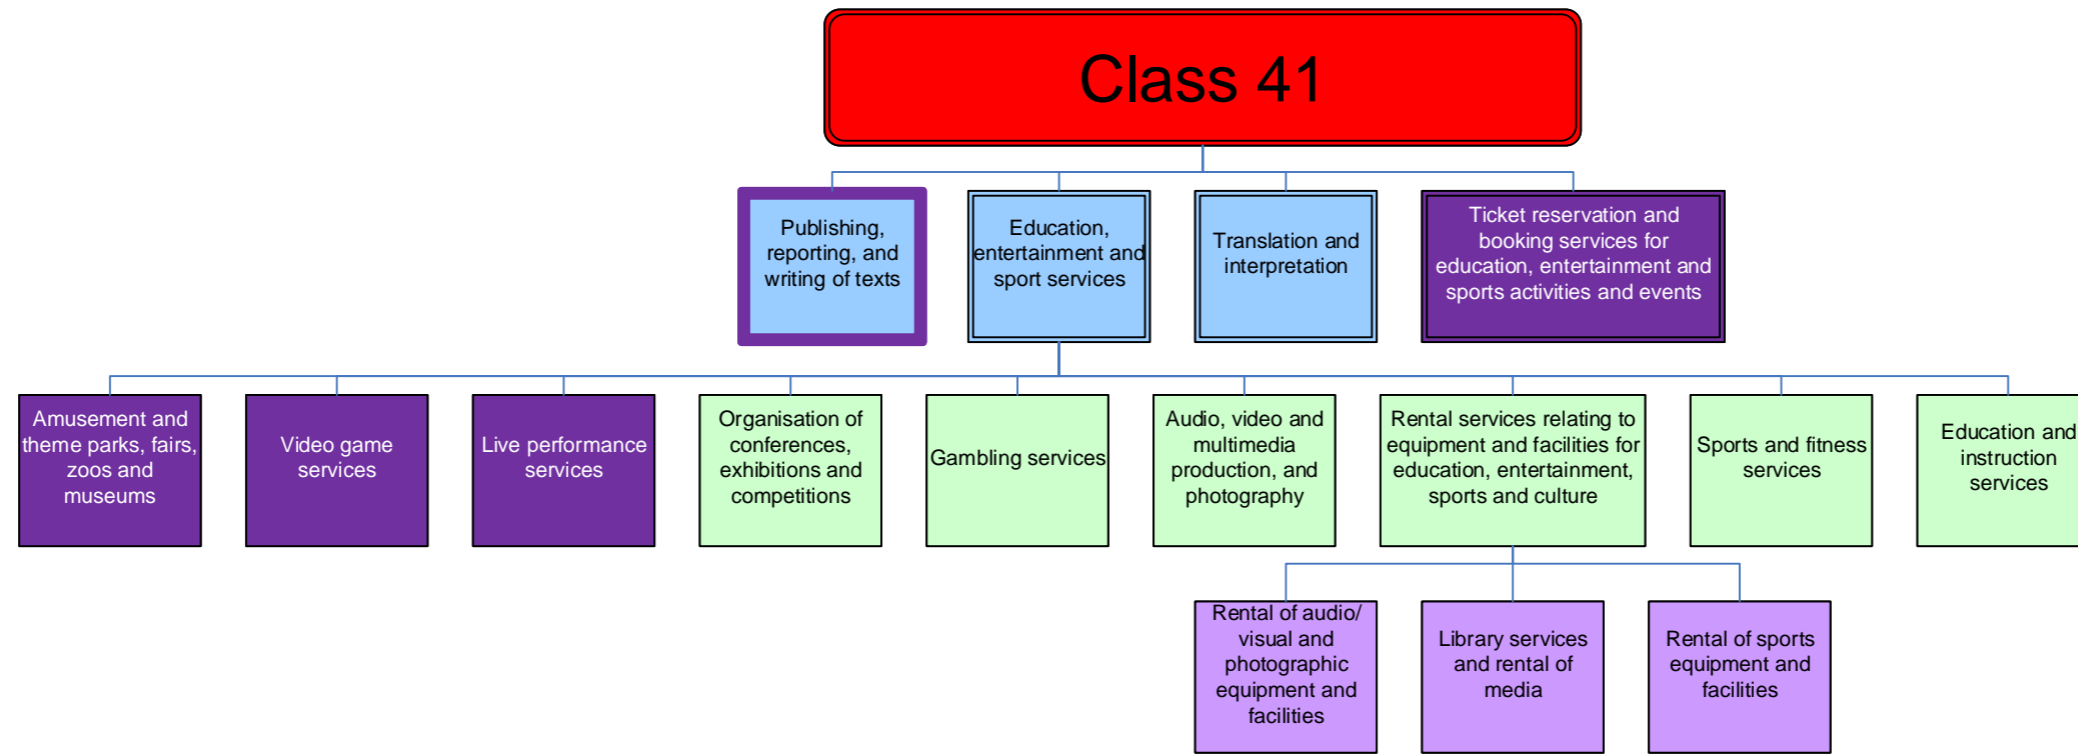 Class 41
Publishing,
reporting, and
writing of texts
Education,
entertainment and
sport services
Translation and
interpretation
Ticket reservation and
booking services for
education, entertainment and
sports activities and events
Amusement and
theme parks, fairs,
zoos and
museums
Video game
services
Live performance
services
Organisation of
conferences,
exhibitions and
competitions
Gambling services
Audio, video and
multimedia
production, and
photography
Rental services relating to
equipment and facilities for
education, entertainment,
sports and culture
Sports and fitness
services
Education and
instruction
services
Rental of audio/
visual and
photographic
equipment and
facilities
Library services
and rental of
media
Rental of sports
equipment and
facilities